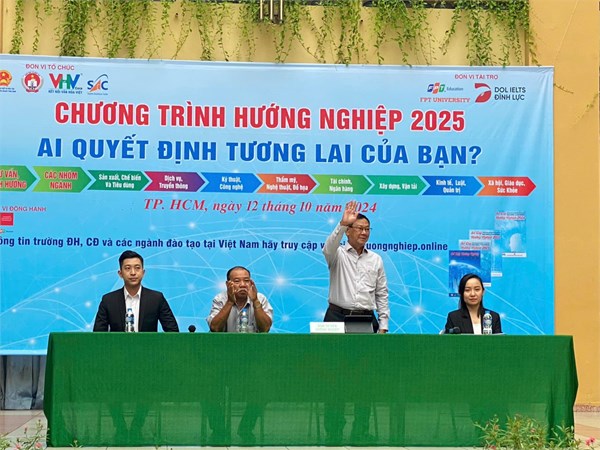 ĐƠN VỊ TỔ CHỨC
VHV
SAC
ĐƠN VỊ TÀI TRỢ
FPT Education
FPT UNIVERSITY
DOL IELTS
ĐÌNH LỰC
CHƯƠNG TRÌNH HƯỚNG NGHIỆP 2025
AI QUYẾT ĐỊNH TƯƠNG LAI CỦA BẠN?
CÁC NHÓM NGÀNH
Sản xuất, Chế biến Và Tiêu dùng
Dịch vụ, Truyền thông
Kỹ thuật, Công nghệ
Thẩm mỹ, Nghệ thuật, Đồ họa
Tài chính, Ngân hàng
Xây dựng, Vận tải
Kinh tế, Luật, Quản trị
Xã hội, Giáo dục, Sức Khỏe
TP. HCM, ngày 12 tháng 10 năm 2024
VỊ ĐỒNG HÀNH
tin trường ĐH, CĐ và các ngành đào tạo tại Việt Nam hãy truy cập
uongnghiep.online